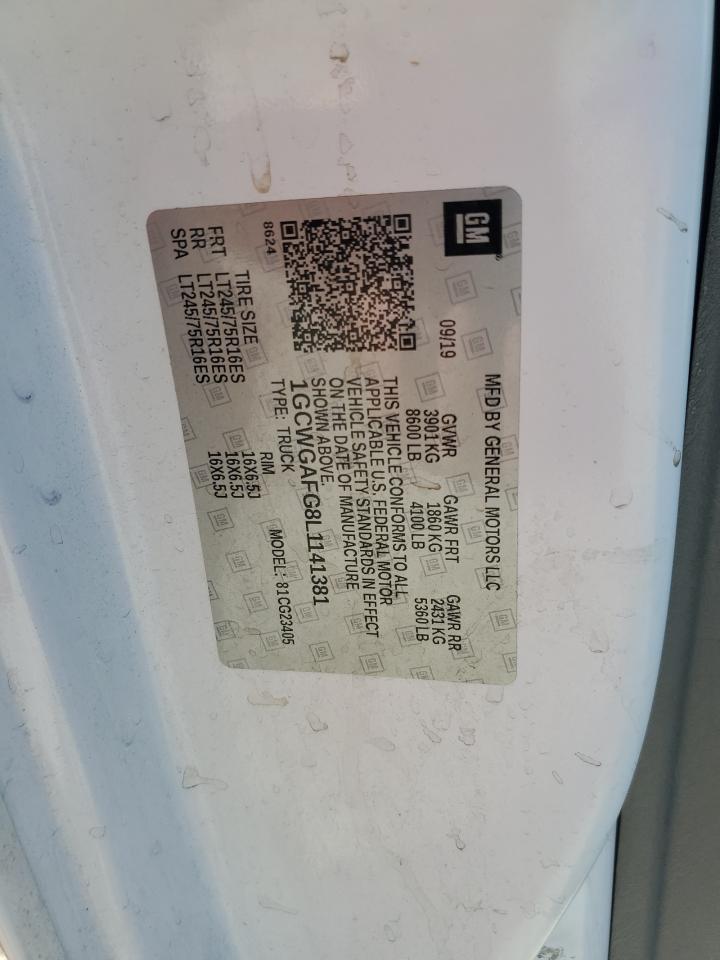 GM
MFD BY GENERAL MOTORS LLC
09/19
GVWR GAWR FRT GAWR RR
3901 KG 1860 KG 2431 KG
8600 LB 4100 LB 5360 LB
THIS VEHICLE CONFORMS TO ALL
APPLICABLE U.S. FEDERAL MOTOR
VEHICLE SAFETY STANDARDS IN EFFECT
ON THE DATE OF MANUFACTURE
SHOWN ABOVE.
1GCWGAFG8L1141381
TYPE: TRUCK MODEL: 81CG23405
8624
TIRE SIZE RIM
FRT LT245/75R16ES 16X6.5J
RR LT245/75R16ES 16X6.5J
SPA LT245/75R16ES 16X6.5J